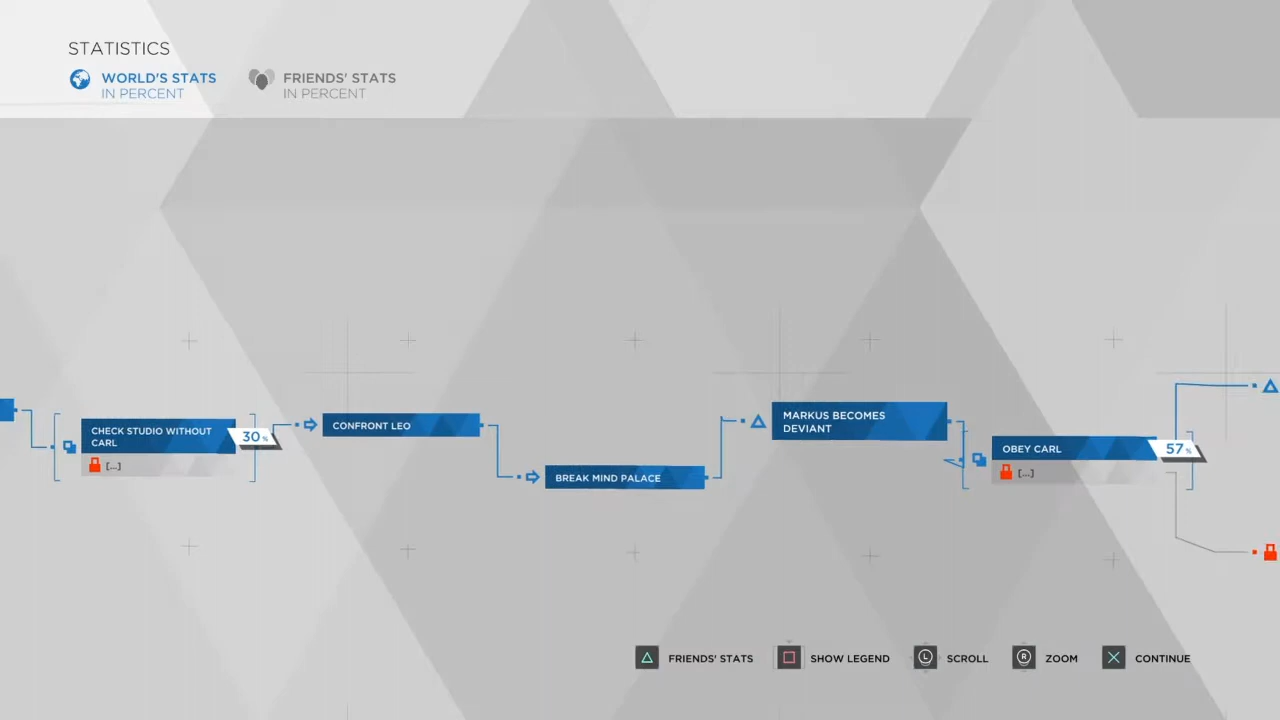 STATISTICS
WORLD'S STATS
IN PERCENT
FRIENDS' STATS
IN PERCENT
CHECK STUDIO WITHOUT
CARL
30%
[...]
CONFRONT LEO
BREAK MIND PALACE
MARKUS BECOMES
DEVIANT
OBEY CARL
57%
[...]
FRIENDS' STATS
SHOW LEGEND
L
SCROLL
R
ZOOM
CONTINUE